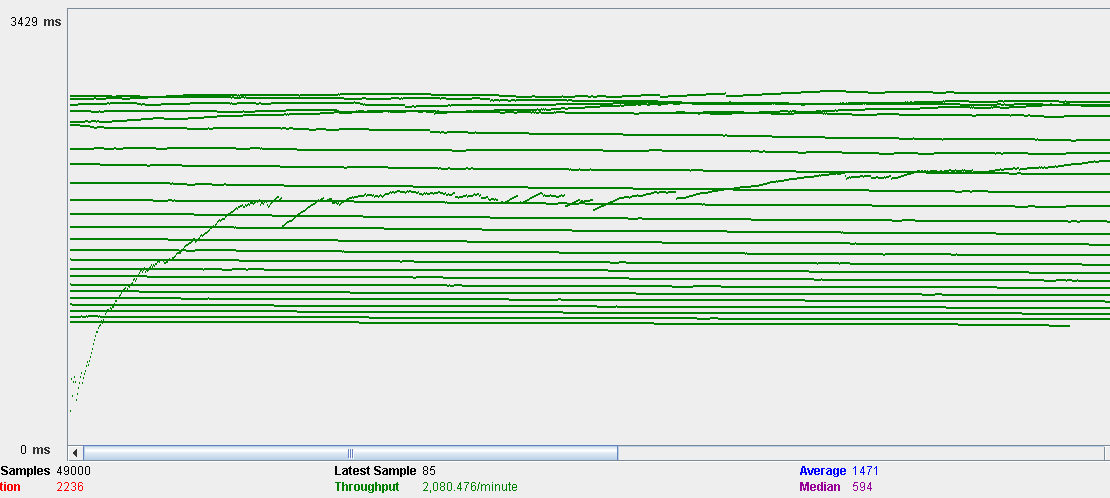 3429 ms
0 ms
Samples 49000 Latest Sample 85 Average 1471
tion 2236 Throughput 2,080.476/minute Median 594